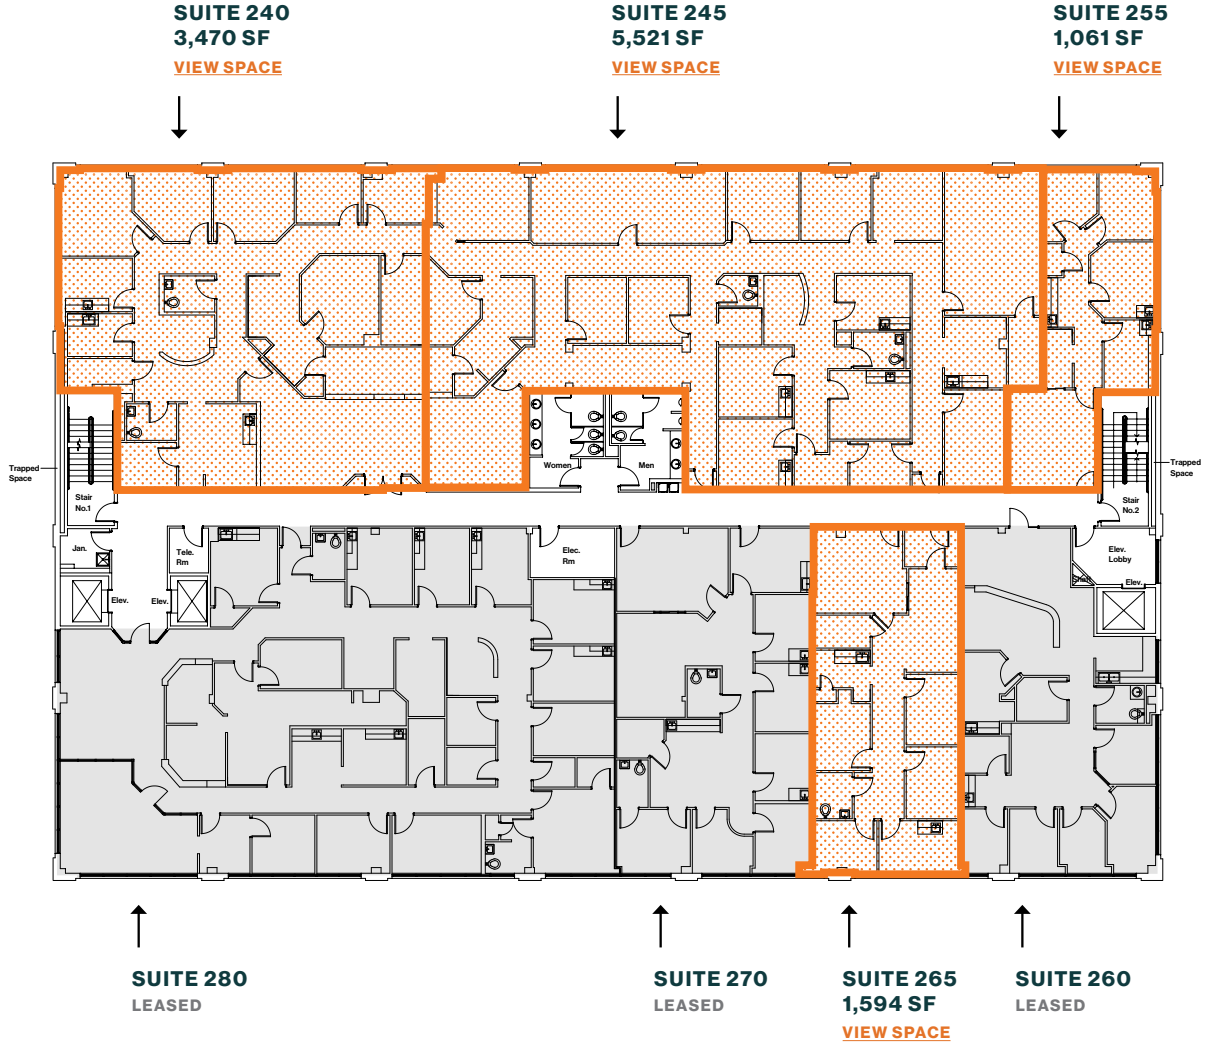 SUITE 240
3,470 SF
VIEW SPACE
SUITE 245
5,521 SF
VIEW SPACE
SUITE 255
1,061 SF
VIEW SPACE
Trapped
Space
Stair
No.1
Women
Men
Trapped
Space
Stair
No.2
Jan.
Tele.
Rm
Elec.
Rm
Elev.
Lobby
Shaft
Elev.
Elev.
Elev.
SUITE 280
LEASED
SUITE 270
LEASED
SUITE 265
1,594 SF
VIEW SPACE
SUITE 260
LEASED